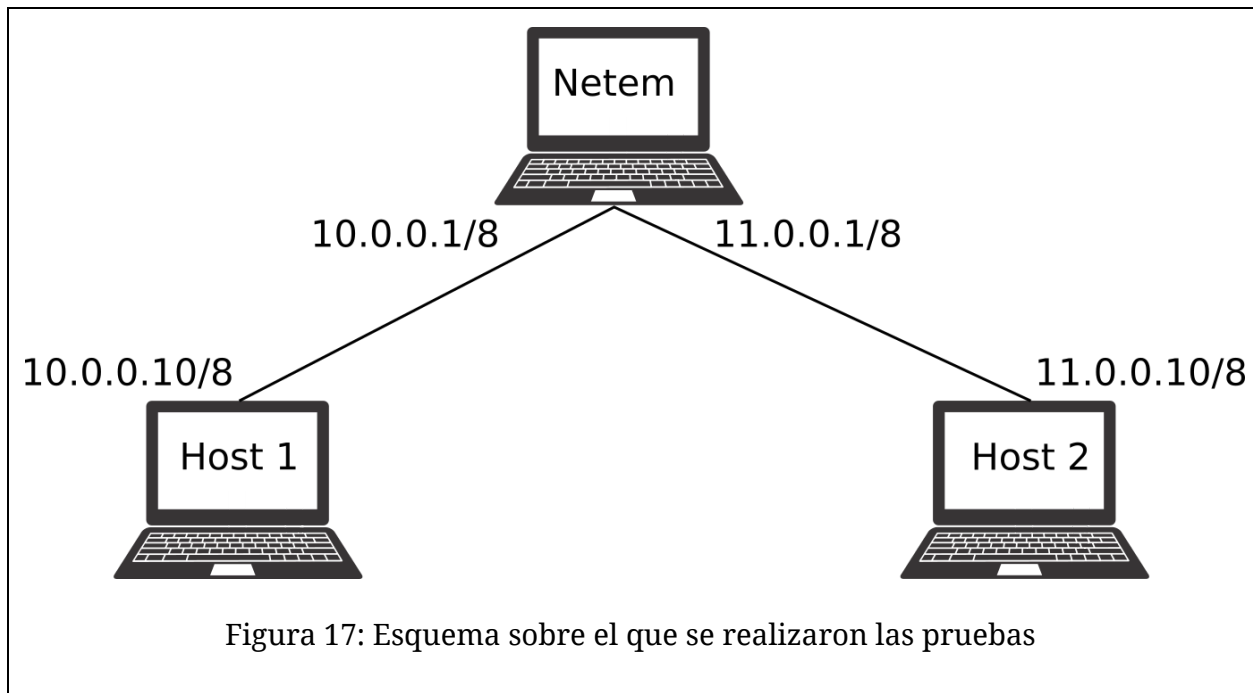 Netem
10.0.0.1/8
11.0.0.1/8
10.0.0.10/8
11.0.0.10/8
Host 1
Host 2
Figura 17: Esquema sobre el que se realizaron las pruebas